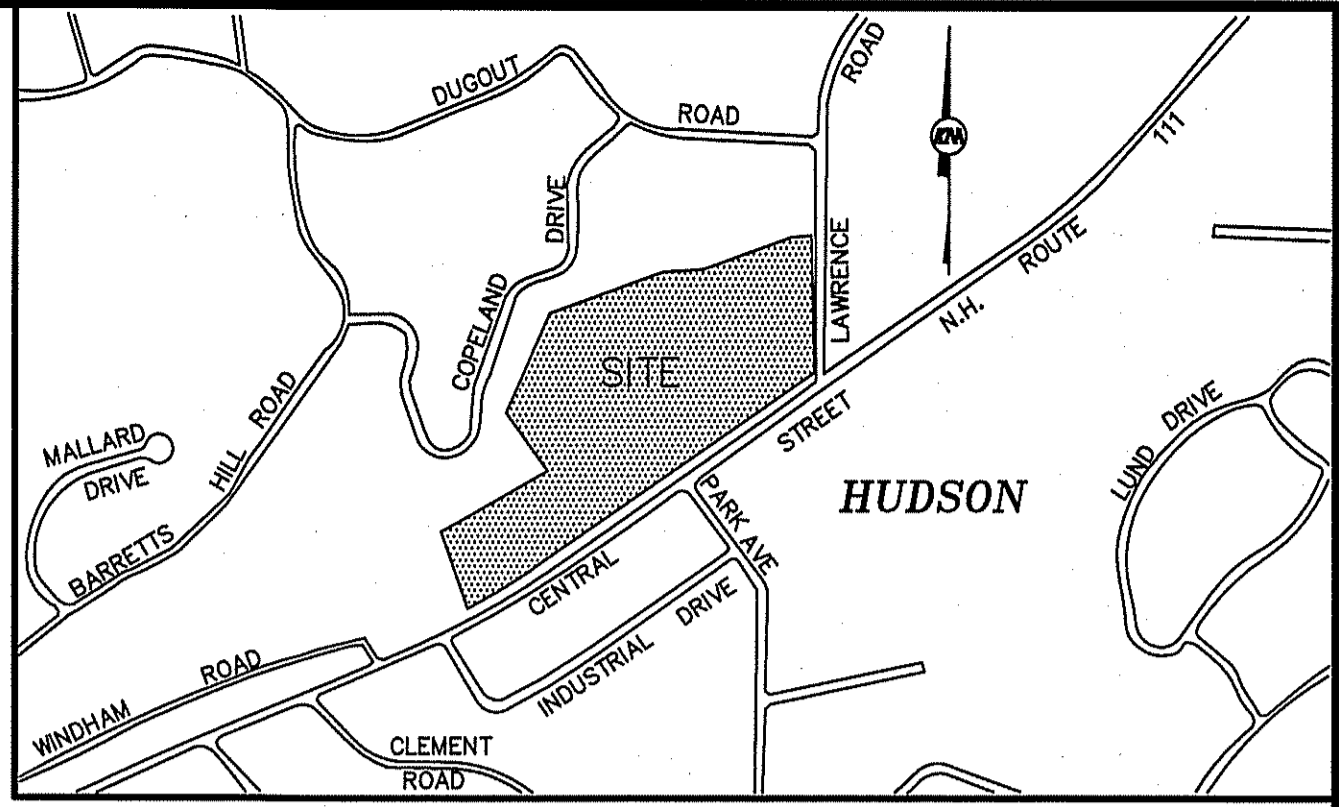 DUGOUT
ROAD
ROAD
111
DRIVE
LAWRENCE
N.H.
ROUTE
COPELAND
SITE
MALLARD
DRIVE
BARRETTS
HILL
ROAD
STREET
HUDSON
LUND
DRIVE
PARK AVE
CENTRAL
INDUSTRIAL
DRIVE
WINDHAM
ROAD
CLEMENT
ROAD